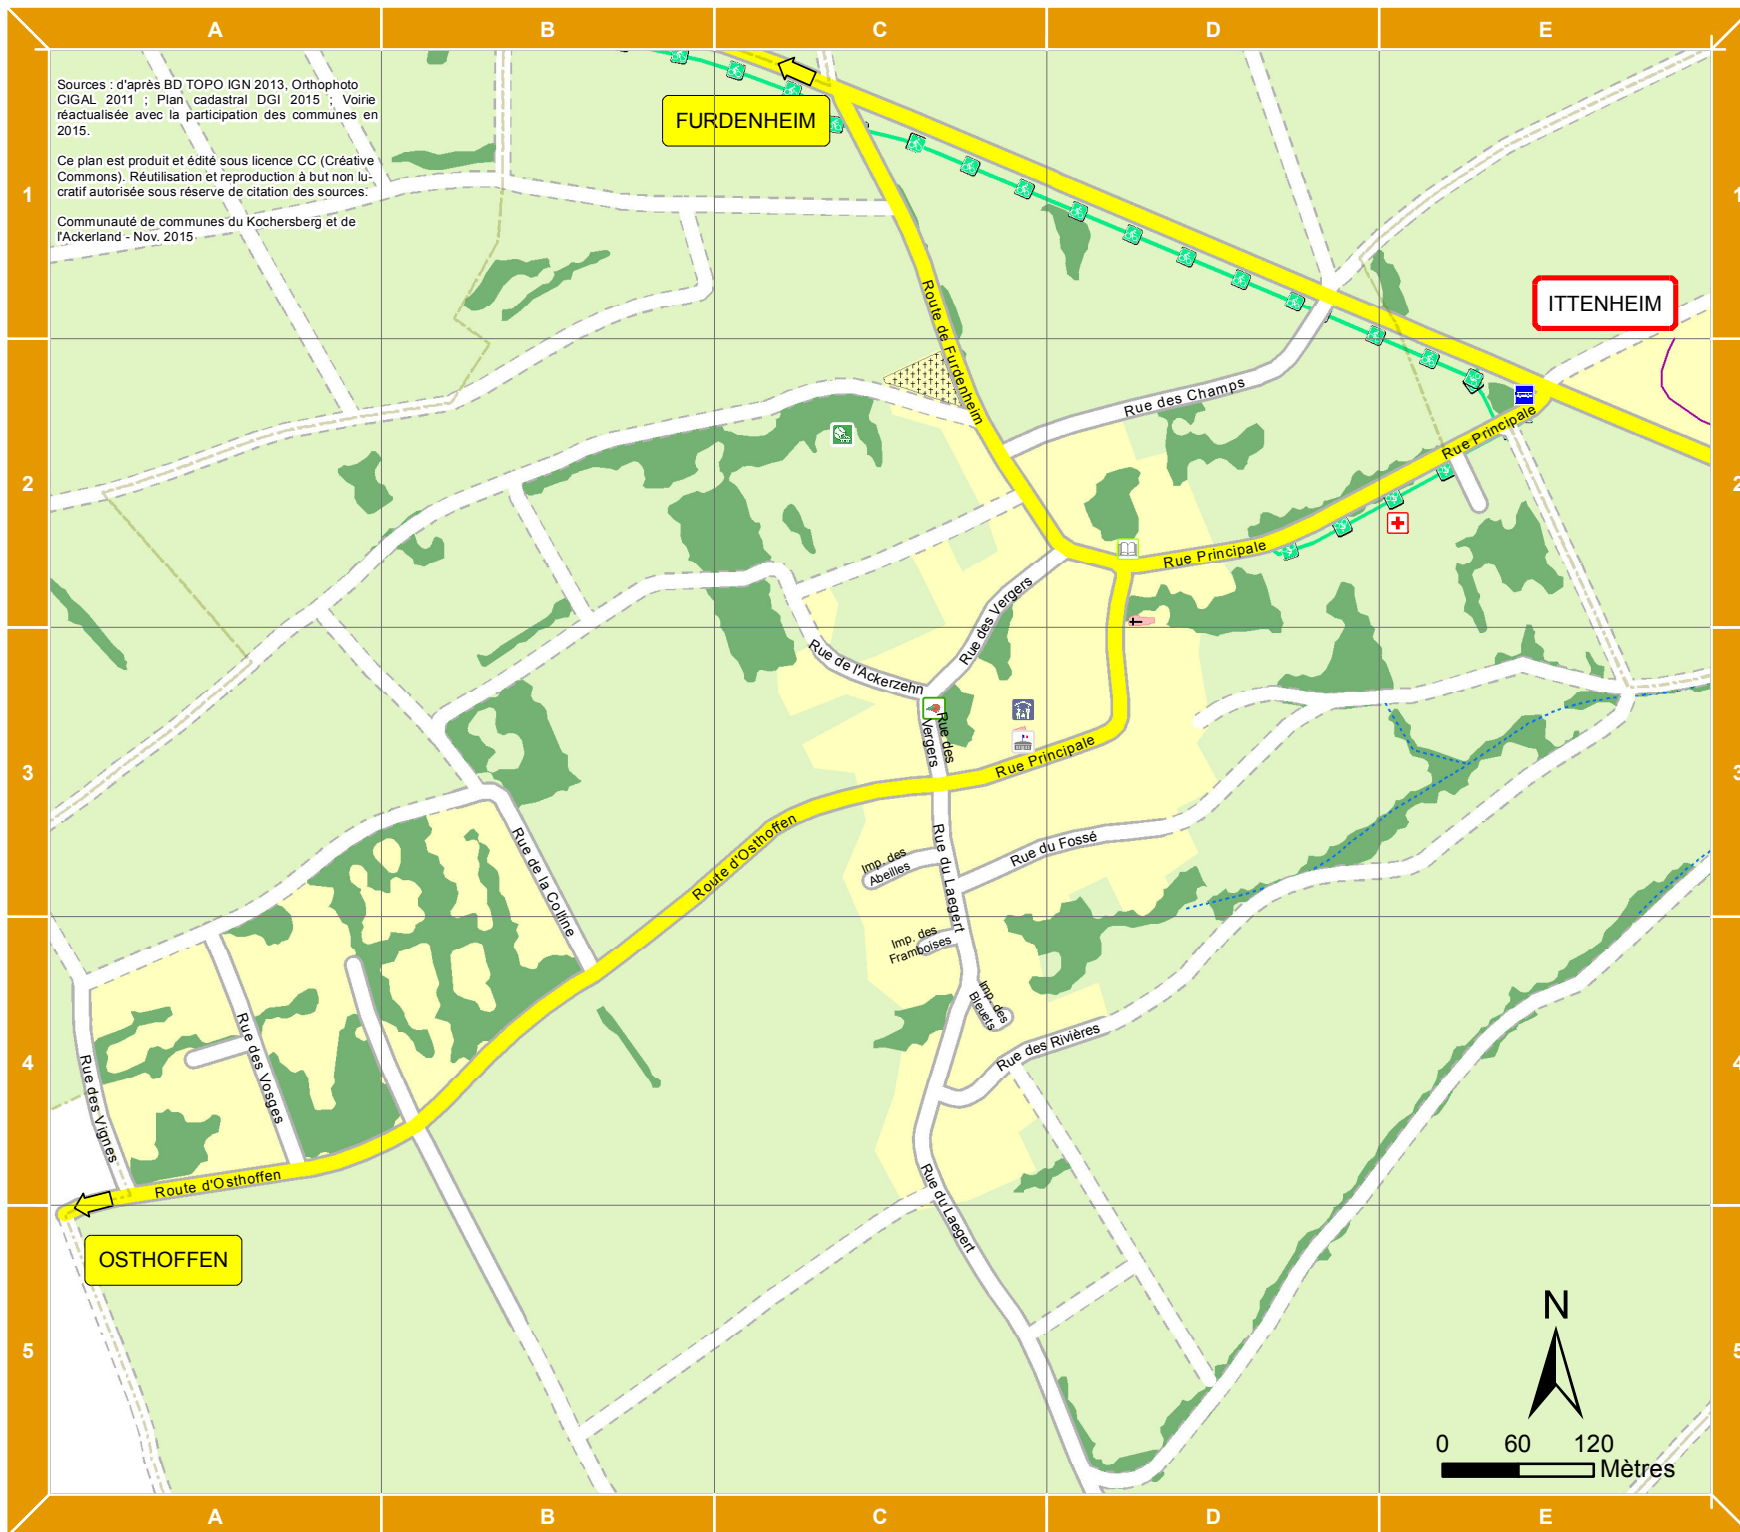 A B C D E
Sources : d'après BD TOPO IGN 2013, Orthophoto
CIGAL 2011 ; Plan cadastral DGI 2015 ; Voirie
réactualisée avec la participation des communes en
2015.
Ce plan est produit et édité sous licence CC (Créative
Commons). Réutilisation et reproduction à but non lu-
cratif autorisée sous réserve de citation des sources.
Communauté de communes du Kochersberg et de
l'Ackerland - Nov. 2015
FURDENHEIM
1
1
ITTENHEIM
Route de Furdenheim
Rue des Champs
Rue Principale
2
2
Rue Principale
Rue des Vergers
Rue de l'Ackerzehn
Rue des
Vergers
Rue Principale
3
3
Route d'Osthoffen
Rue de la Colline
Imp. des
Abeilles
Rue du Laegert
Rue du Fossé
Imp. des
Framboises
Imp. des
Bleuets
Rue des Rivières
4
4
Rue des Vignes
Rue des Vosges
Route d'Osthoffen
Rue du Laegert
OSTHOFFEN
5
5
N
0 60 120
Mètres
A B C D E